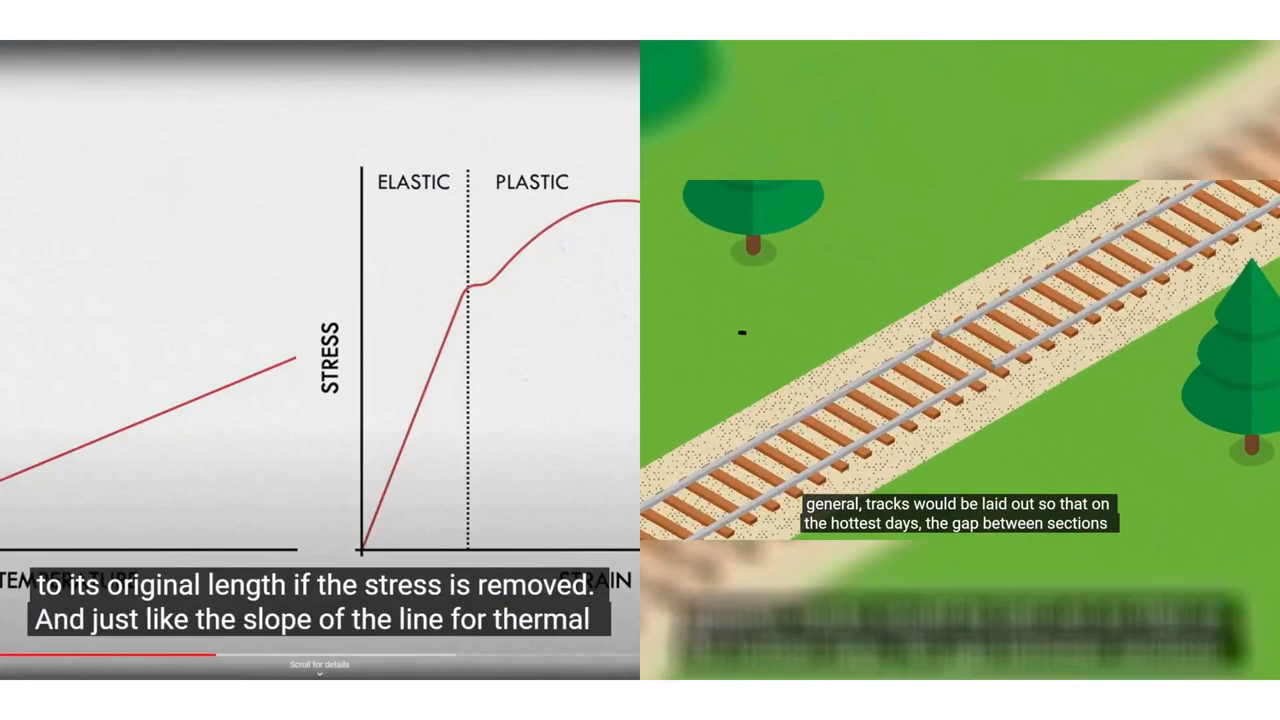 ELASTIC
PLASTIC
STRESS
TEMPERATURE
STRAIN
to its original length if the stress is removed.
And just like the slope of the line for thermal
Scroll for details
general, tracks would be laid out so that on
the hottest days, the gap between sections